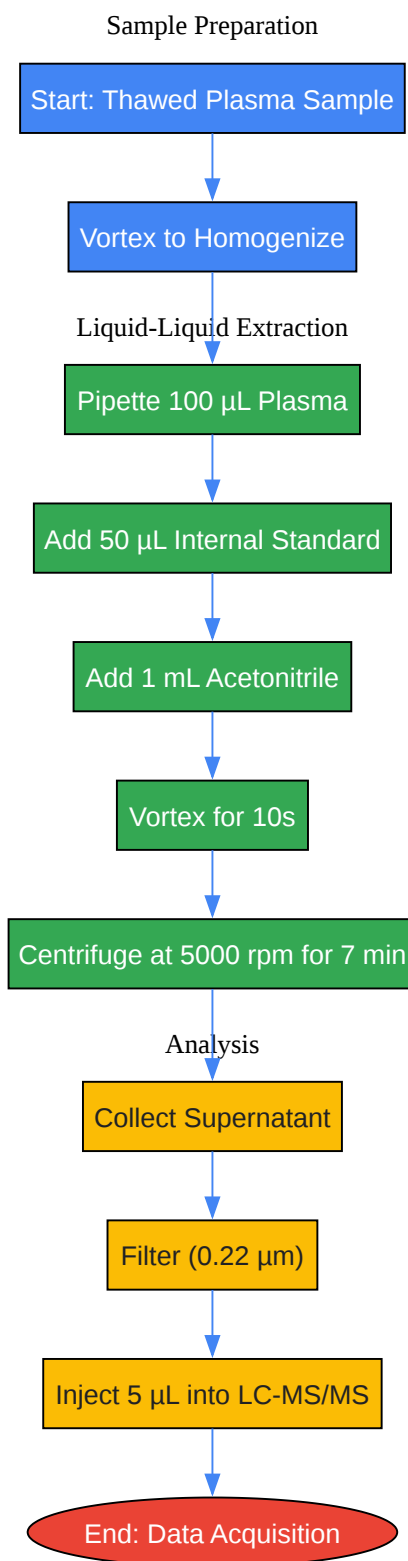 Sample Preparation
Start: Thawed Plasma Sample
Vortex to Homogenize
Liquid-Liquid Extraction
Pipette 100 µL Plasma
Add 50 µL Internal Standard
Add 1 mL Acetonitrile
Vortex for 10s
Centrifuge at 5000 rpm for 7 min
Analysis
Collect Supernatant
Filter (0.22 µm)
Inject 5 µL into LC-MS/MS
End: Data Acquisition